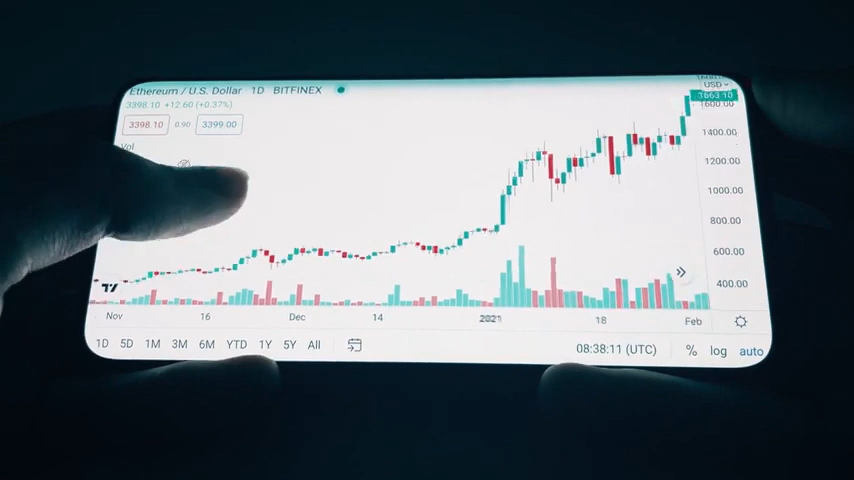 Ethereum / U.S. Dollar 1D BITFINEX
3398.10 +12.60 (+0.37%)
3398.10 0.90 3399.00
Vol
USD
1663.10
1600.00
1400.00
1200.00
1000.00
800.00
600.00
400.00
Nov 16 Dec 14 2021 18 Feb
1D 5D 1M 3M 6M YTD 1Y 5Y All
08:38:11 (UTC) % log auto